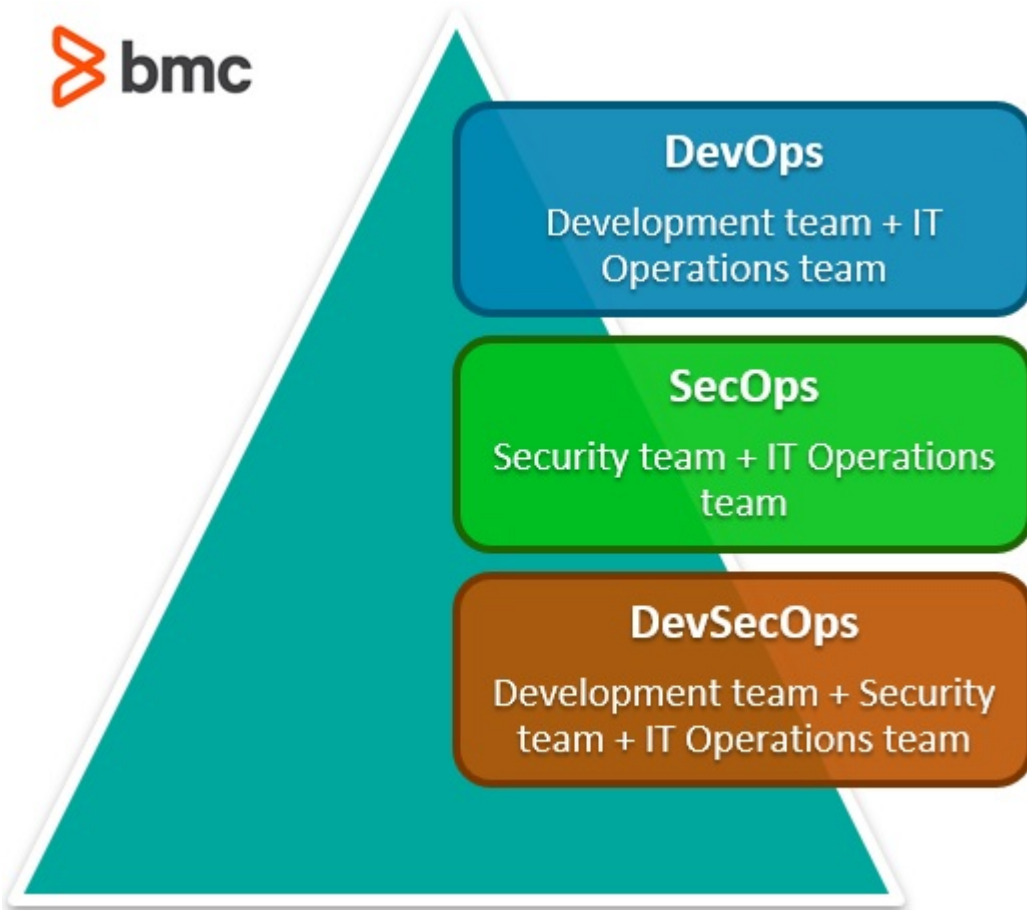 bmc
DevOps
Development team + IT
Operations team
SecOps
Security team + IT Operations
team
DevSecOps
Development team + Security
team + IT Operations team